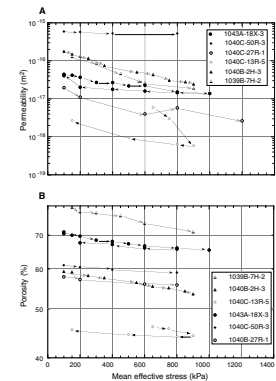 A
10⁻¹⁵
10⁻¹⁶
10⁻¹⁷
10⁻¹⁸
10⁻¹⁹
Permeability (m²)
1043A-18X-3
1040C-50R-3
1040C-27R-1
1040C-13R-5
1040B-2H-3
1039B-7H-2
B
70
60
50
40
Porosity (%)
1039B-7H-2
1040B-2H-3
1040C-13R-5
1043A-18X-3
1040C-50R-3
1040B-27R-1
0 200 400 600 800 1000 1200 1400
Mean effective stress (kPa)